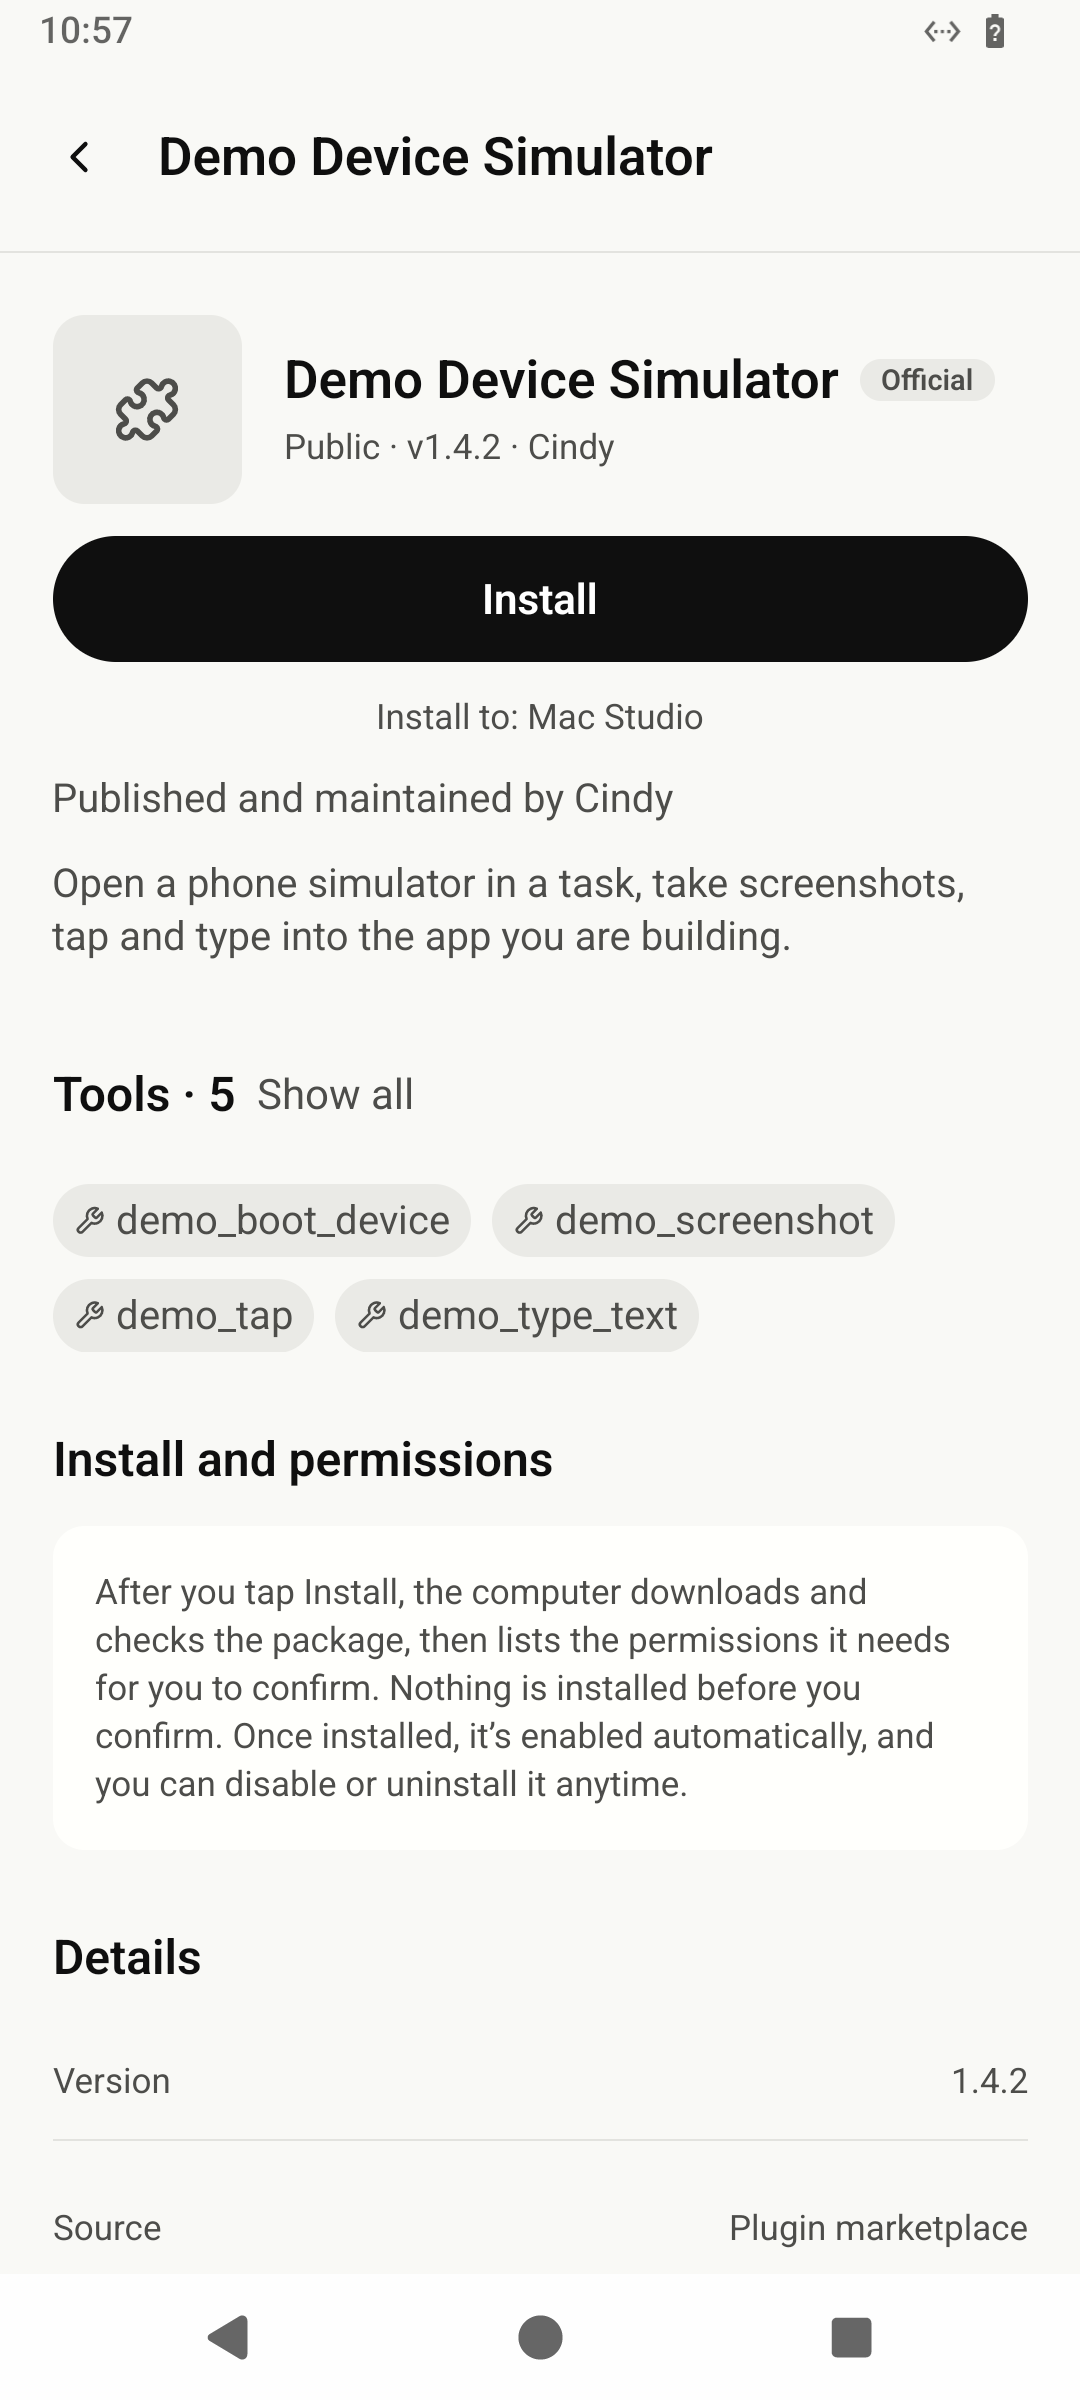 10:57
Demo Device Simulator
Demo Device Simulator Official
Public · v1.4.2 · Cindy
Install
Install to: Mac Studio
Published and maintained by Cindy
Open a phone simulator in a task, take screenshots,
tap and type into the app you are building.
Tools · 5 Show all
demo_boot_device demo_screenshot
demo_tap demo_type_text
Install and permissions
After you tap Install, the computer downloads and
checks the package, then lists the permissions it needs
for you to confirm. Nothing is installed before you
confirm. Once installed, it’s enabled automatically, and
you can disable or uninstall it anytime.
Details
Version 1.4.2
Source Plugin marketplace